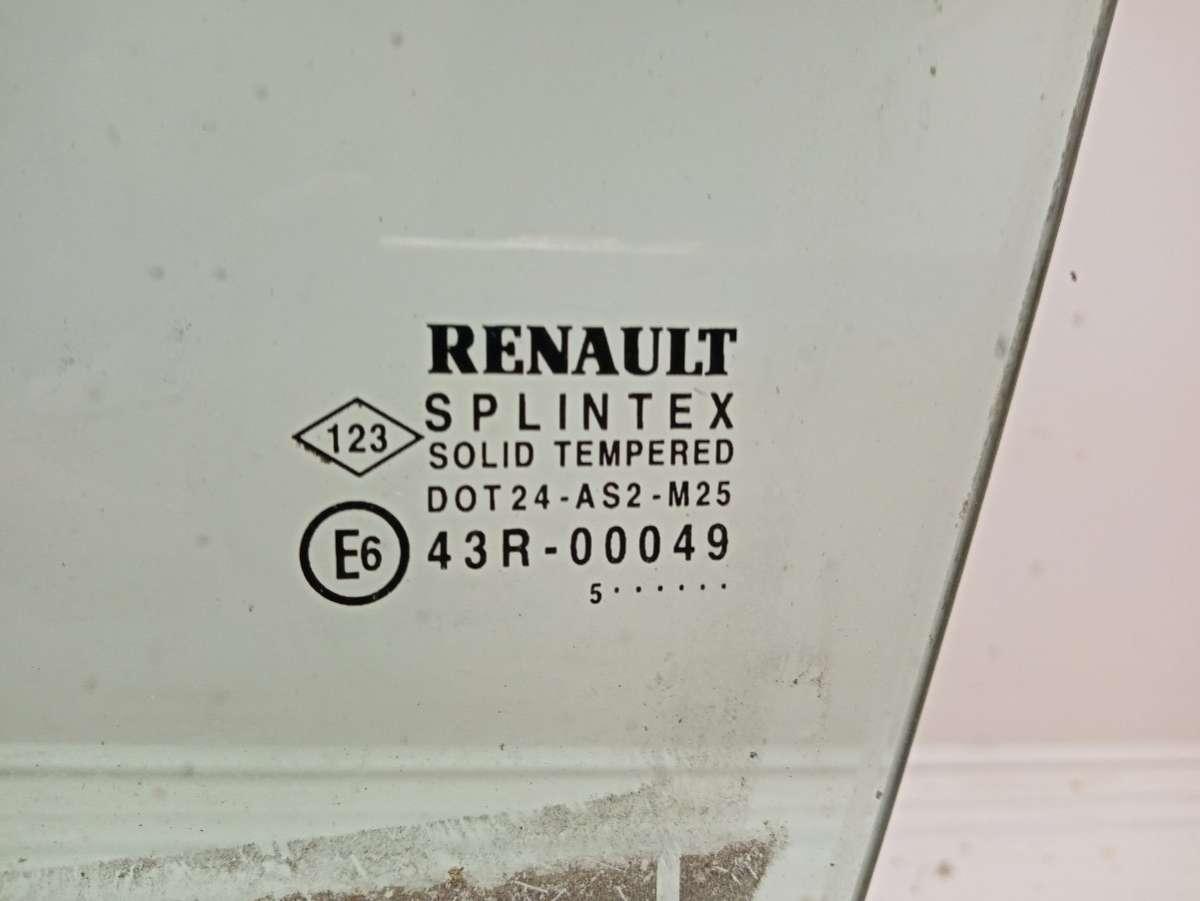 RENAULT
SPLINTEX
123
SOLID TEMPERED
DOT24-AS2-M25
E6
43R-00049
5······